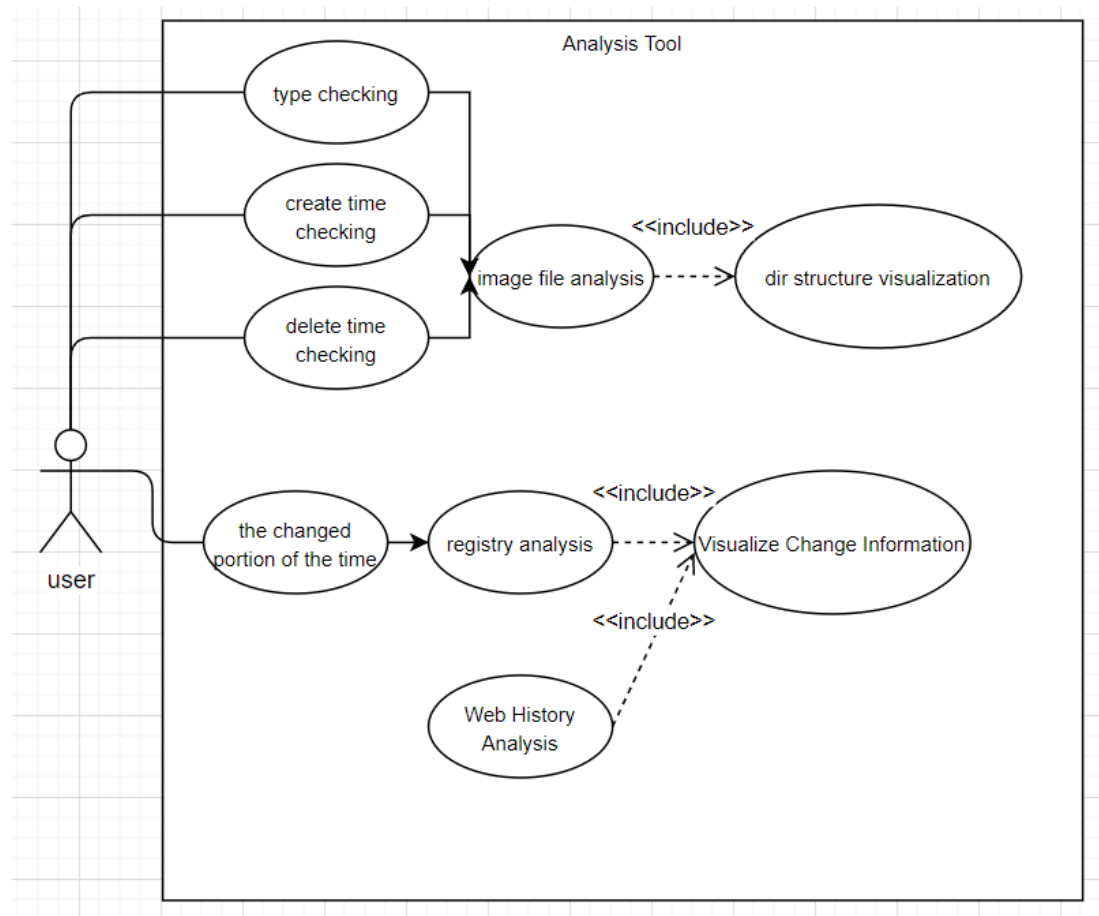 Analysis Tool
type checking
create time
checking
<<include>>
image file analysis
dir structure visualization
delete time
checking
user
the changed
portion of the time
registry analysis
<<include>>
Visualize Change Information
<<include>>
Web History
Analysis